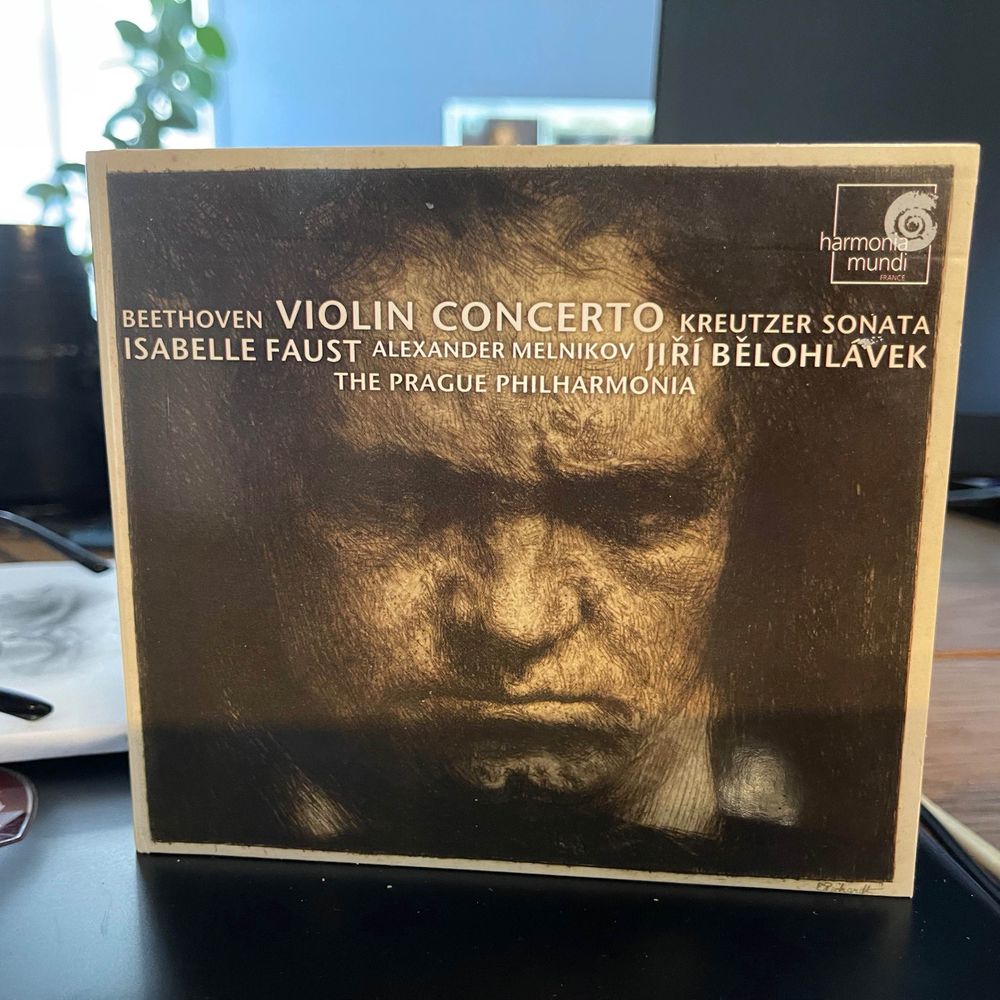 harmonia
mundi
FRANCE
BEETHOVEN VIOLIN CONCERTO KREUTZER SONATA
ISABELLE FAUST ALEXANDER MELNIKOV JIŘÍ BĚLOHLÁVEK
THE PRAGUE PHILHARMONIA